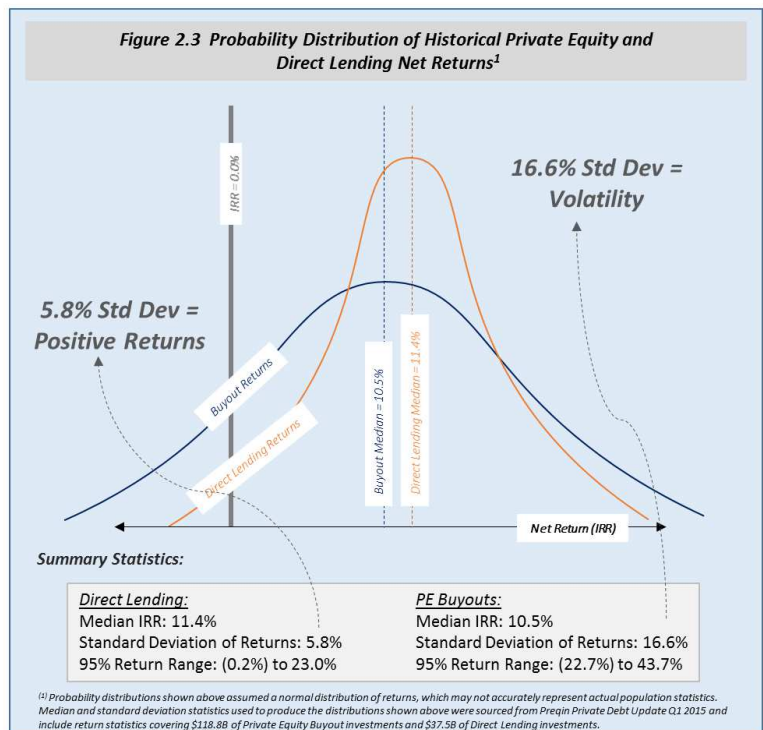 Figure 2.3 Probability Distribution of Historical Private Equity and
Direct Lending Net Returns1
IRR = 0.0%
16.6% Std Dev =
Volatility
5.8% Std Dev =
Positive Returns
Buyout Returns
Direct Lending Returns
Buyout Median = 10.5%
Direct Lending Median = 11.4%
Net Return (IRR)
Summary Statistics:
Direct Lending:
Median IRR: 11.4%
Standard Deviation of Returns: 5.8%
95% Return Range: (0.2%) to 23.0%
PE Buyouts:
Median IRR: 10.5%
Standard Deviation of Returns: 16.6%
95% Return Range: (22.7%) to 43.7%
(1) Probability distributions shown above assumed a normal distribution of returns, which may not accurately represent actual population statistics.
Median and standard deviation statistics used to produce the distributions shown above were sourced from Preqin Private Debt Update Q1 2015 and
include return statistics covering $118.8B of Private Equity Buyout investments and $37.5B of Direct Lending investments.